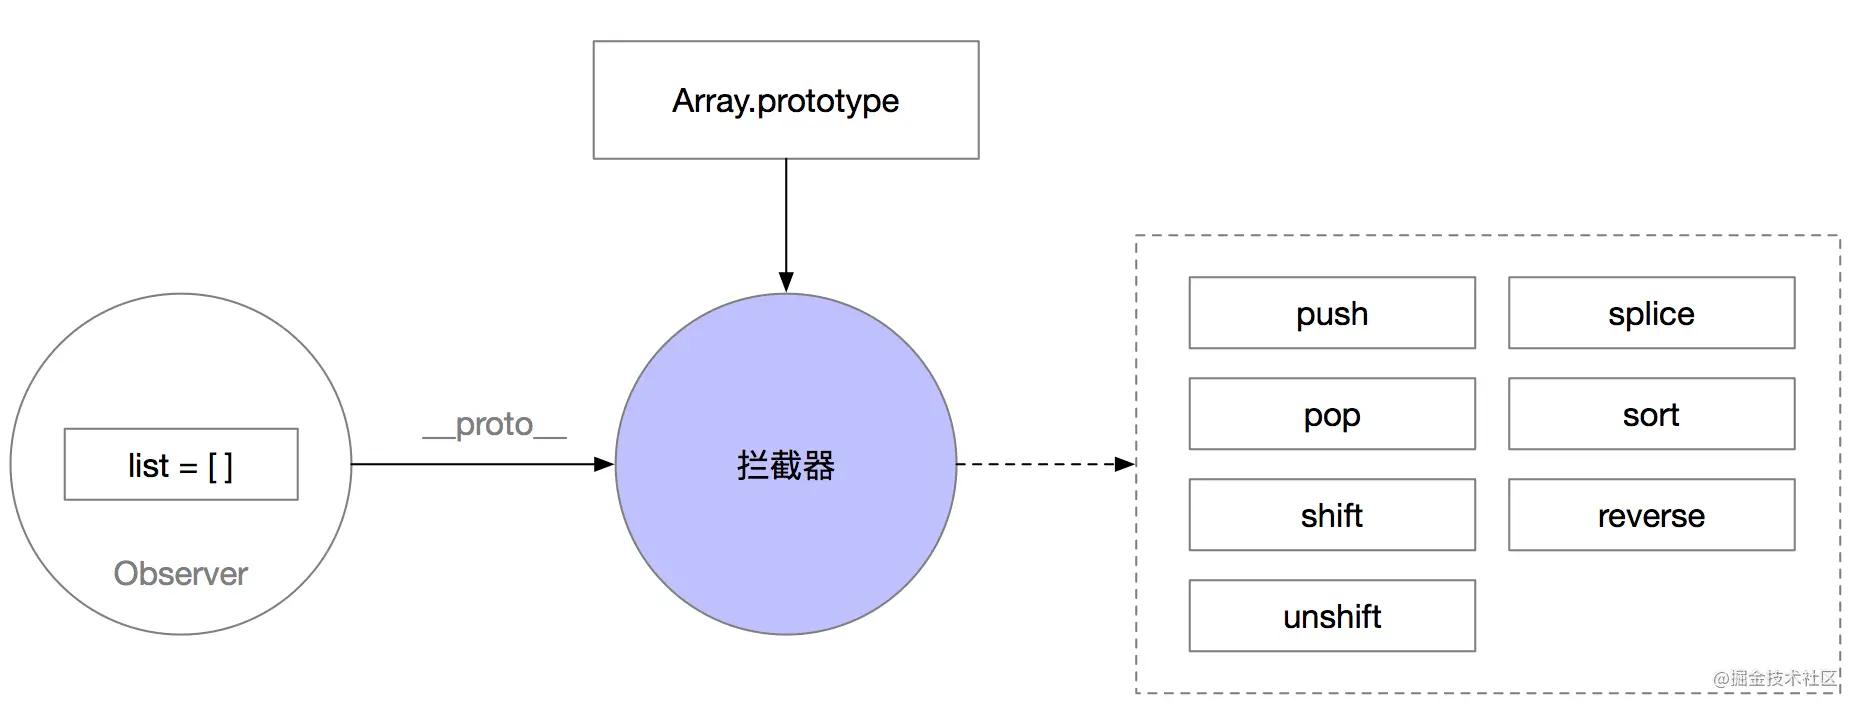 Array.prototype
list = [ ]
Observer
__proto__
拦截器
push
splice
pop
sort
shift
reverse
unshift
@掘金技术社区